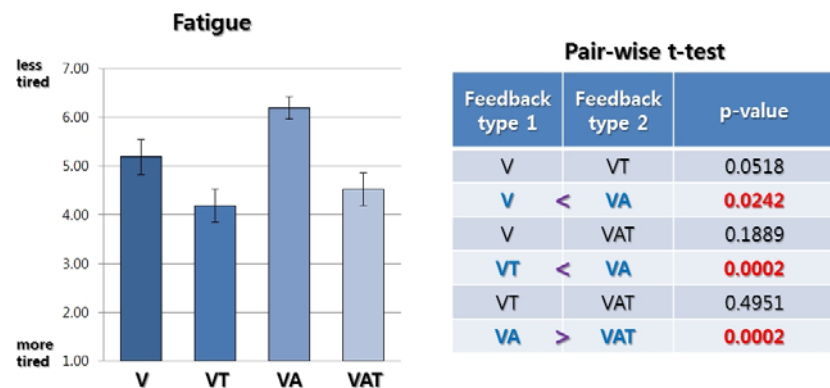 Fatigue
less
tired
7.00
6.00
5.00
4.00
3.00
2.00
more
tired
1.00
V VT VA VAT
Pair-wise t-test
Feedback type 1 Feedback type 2 p-value
V VT 0.0518
V < VA 0.0242
V VAT 0.1889
VT < VA 0.0002
VT VAT 0.4951
VA > VAT 0.0002